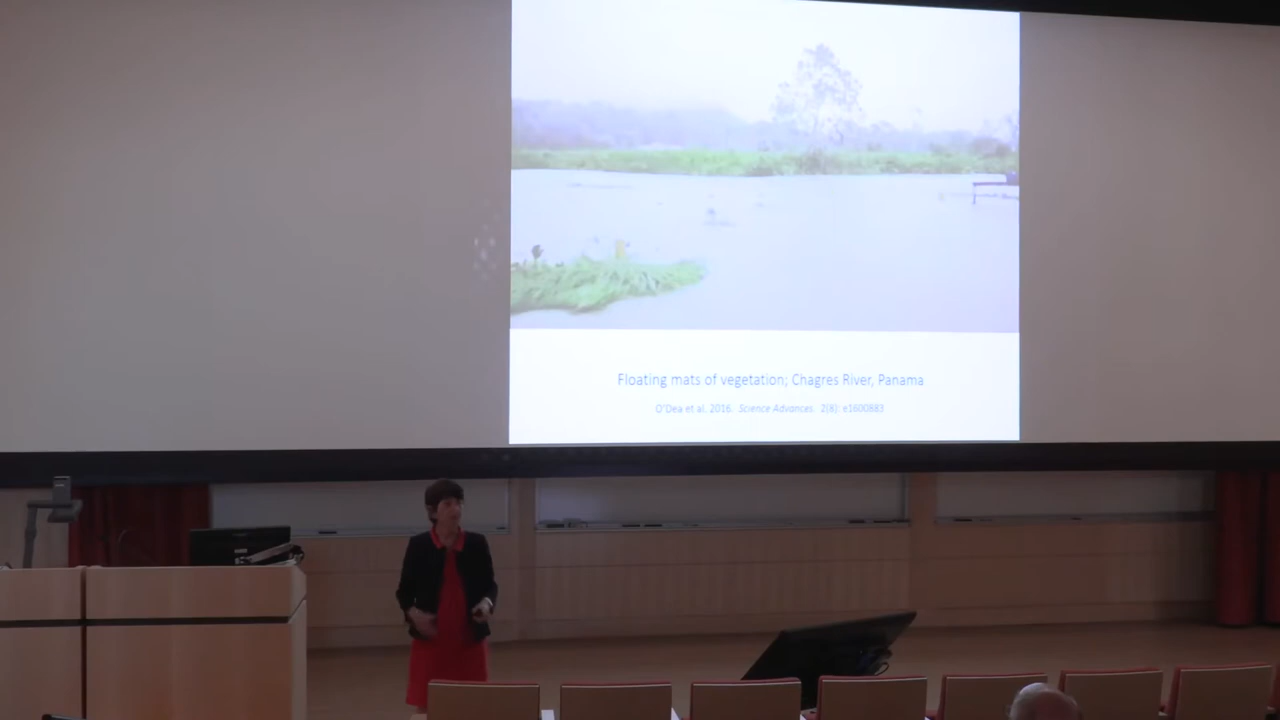 Floating mats of vegetation; Chagres River, Panama
O'Dea et al. 2016. Science Advances. 2(8): e1600883